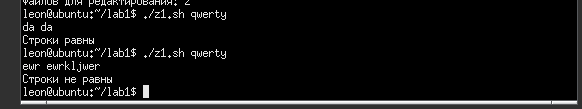 Файлов для редактирования: 2
leon@ubuntu:~/lab1$ ./z1.sh qwerty
da da
Строки равны
leon@ubuntu:~/lab1$ ./z1.sh qwerty
ewr ewrkljwer
Строки не равны
leon@ubuntu:~/lab1$